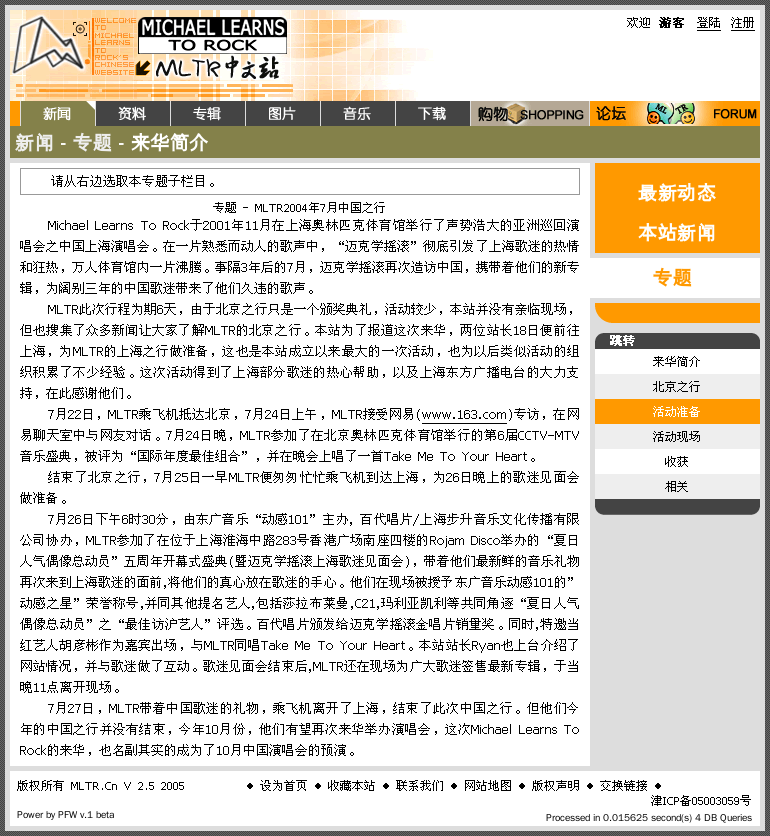 WELCOME
TO
MICHAEL
LEARNS
TO
ROCK'S
CHINESE
WEBSITE
MICHAEL LEARNS
TO ROCK
MLTR中文站
欢迎 游客 登陆 注册
新闻 资料 专辑 图片 音乐 下载 购物 SHOPPING 论坛 MLTR FORUM
新闻 - 专题 - 来华简介
请从右边选取本专题子栏目。
专题 - MLTR2004年7月中国之行
Michael Learns To Rock于2001年11月在上海奥林匹克体育馆举行了声势浩大的亚洲巡回演
唱会之中国上海演唱会。在一片熟悉而动人的歌声中，“迈克学摇滚”彻底引发了上海歌迷的热情
和狂热，万人体育馆内一片沸腾。事隔3年后的7月，迈克学摇滚再次造访中国，携带着他们的新专
辑，为阔别三年的中国歌迷带来了他们久违的歌声。
MLTR此次行程为期6天，由于北京之行只是一个颁奖典礼，活动较少，本站并没有亲临现场，
但也搜集了众多新闻让大家了解MLTR的北京之行。本站为了报道这次来华，两位站长18日便前往
上海，为MLTR的上海之行做准备，这也是本站成立以来最大的一次活动，也为以后类似活动的组
织积累了不少经验。这次活动得到了上海部分歌迷的热心帮助，以及上海东方广播电台的大力支
持，在此感谢他们。
7月22日，MLTR乘飞机抵达北京，7月24日上午，MLTR接受网易(www.163.com)专访，在网
易聊天室中与网友对话。7月24日晚，MLTR参加了在北京奥林匹克体育馆举行的第6届CCTV-MTV
音乐盛典，被评为“国际年度最佳组合”，并在晚会上唱了一首Take Me To Your Heart。
结束了北京之行，7月25日一早MLTR便匆匆忙忙乘飞机到达上海，为26日晚上的歌迷见面会
做准备。
7月26日下午6时30分，由东广音乐“动感101”主办, 百代唱片/上海步升音乐文化传播有限
公司协办，MLTR参加了在位于上海淮海中路283号香港广场南座四楼的Rojam Disco举办的“夏日
人气偶像总动员”五周年开幕式盛典(暨迈克学摇滚上海歌迷见面会)，带着他们最新鲜的音乐礼物
再次来到上海歌迷的面前,将他们的真心放在歌迷的手心。他们在现场被授予东广音乐动感101的”
动感之星”荣誉称号,并同其他提名艺人,包括莎拉布莱曼,C21,玛利亚凯利等共同角逐“夏日人气
偶像总动员”之“最佳访沪艺人”评选。百代唱片颁发给迈克学摇滚金唱片销量奖。同时,特邀当
红艺人胡彦彬作为嘉宾出场，与MLTR同唱Take Me To Your Heart。本站站长Ryan也上台介绍了
网站情况，并与歌迷做了互动。歌迷见面会结束后,MLTR还在现场为广大歌迷签售最新专辑，于当
晚11点离开现场。
7月27日，MLTR带着中国歌迷的礼物，乘飞机离开了上海，结束了此次中国之行。但他们今
年的中国之行并没有结束，今年10月份，他们有望再次来华举办演唱会，这次Michael Learns To
Rock的来华，也名副其实的成为了10月中国演唱会的预演。
最新动态
本站新闻
专题
跳转
来华简介
北京之行
活动准备
活动现场
收获
相关
版权所有 MLTR.Cn V 2.5 2005
◆ 设为首页 ◆ 收藏本站 ◆ 联系我们 ◆ 网站地图 ◆ 版权声明 ◆ 交换链接 ◆
津ICP备05003059号
Power by PFW v.1 beta
Processed in 0.015625 second(s) 4 DB Queries